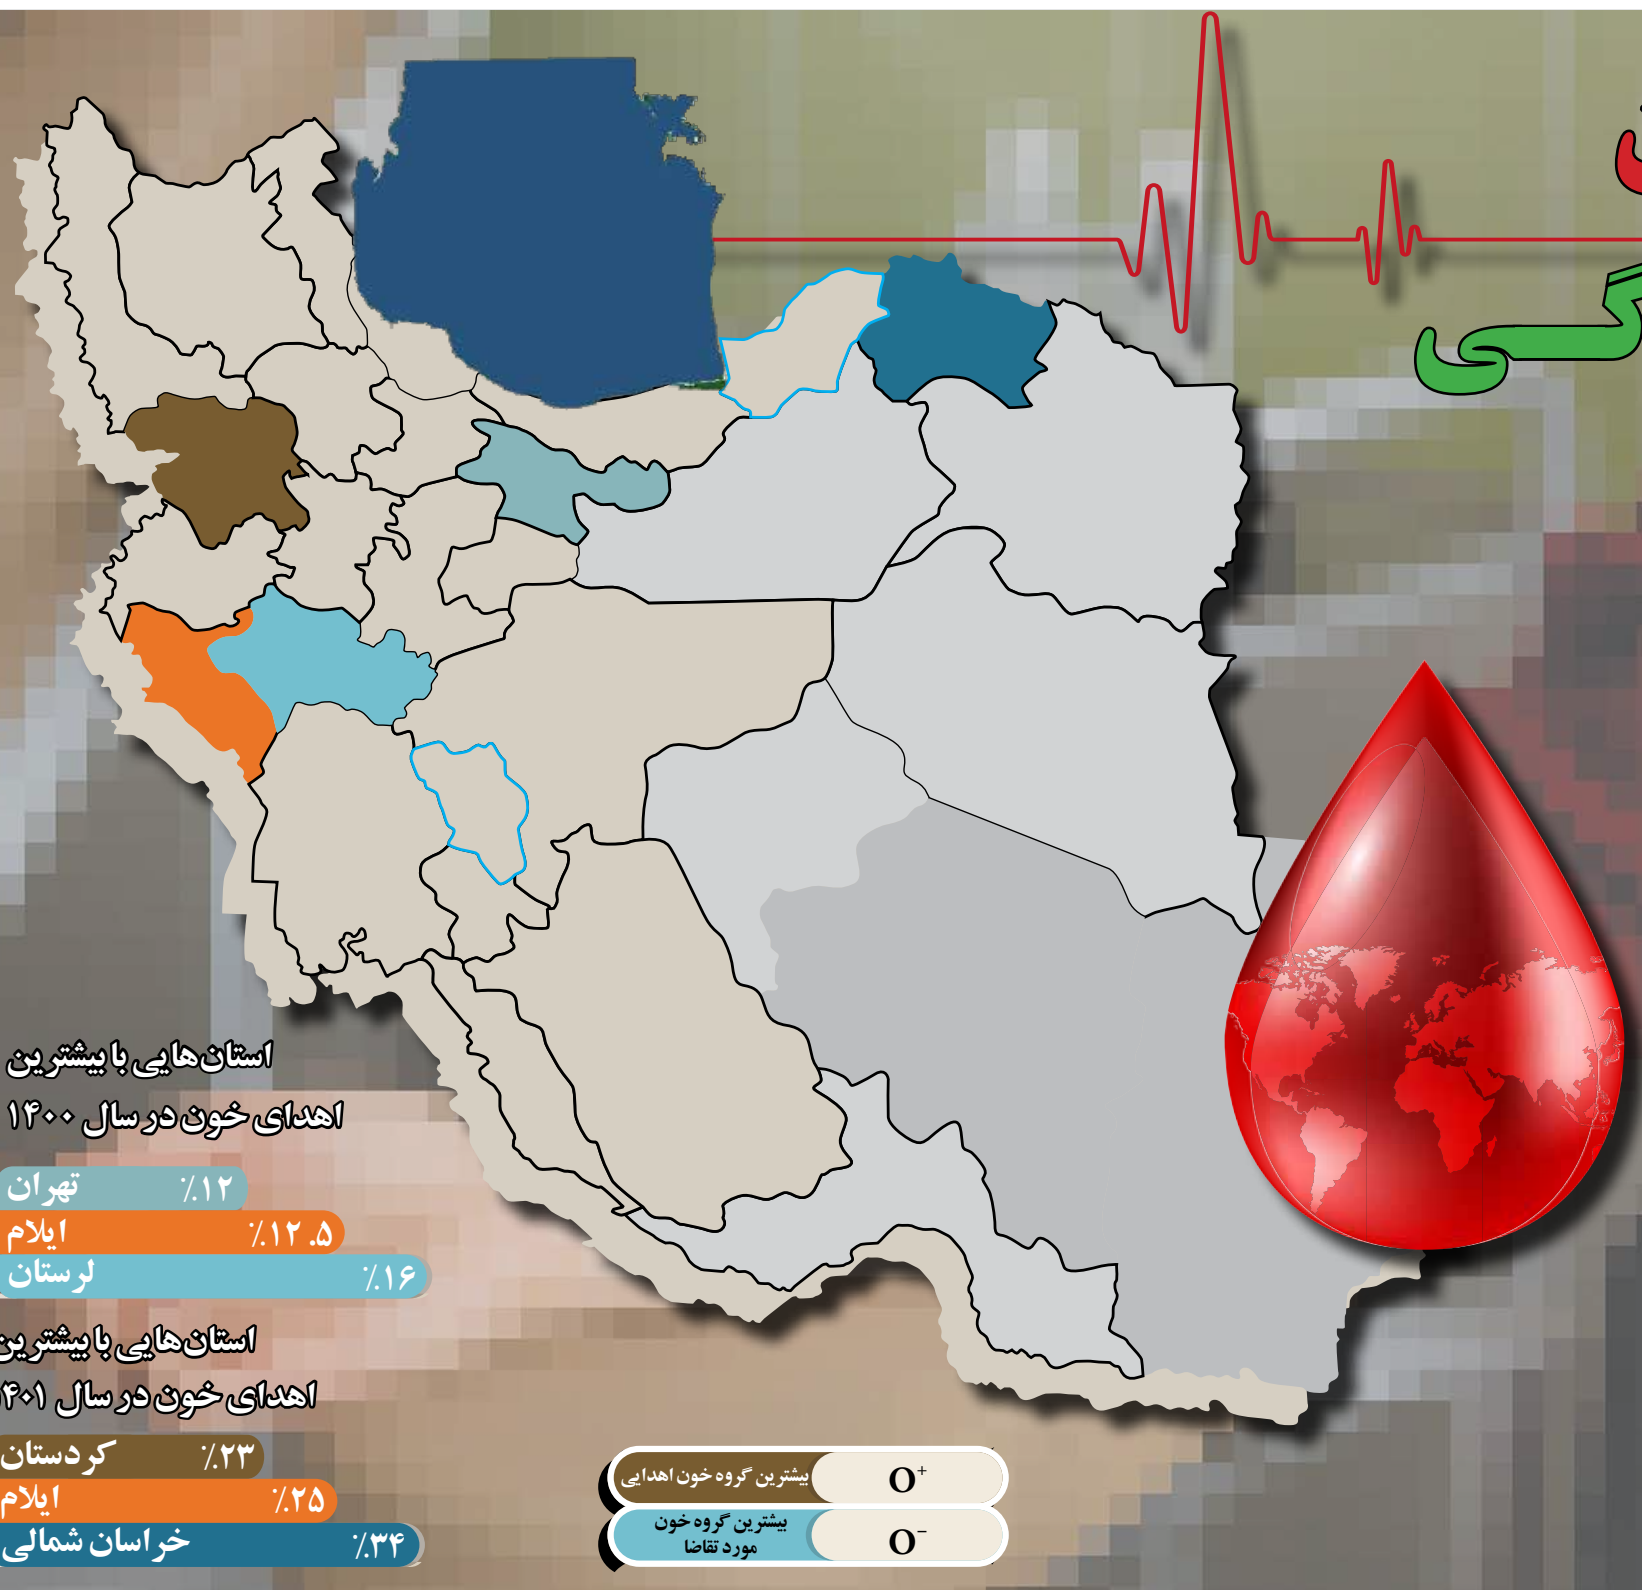 گی
استان‌هایی با بیشترین
اهدای خون در سال ۱۴۰۰
تهران ٪۱۲
ایلام ٪۱۲.۵
لرستان ٪۱۶
استان‌هایی با بیشترین
اهدای خون در سال ۱۴۰۱
کردستان ٪۲۳
ایلام ٪۲۵
خراسان شمالی ٪۳۴
بیشترین گروه خون اهدایی O⁺
بیشترین گروه خون
مورد تقاضا O⁻